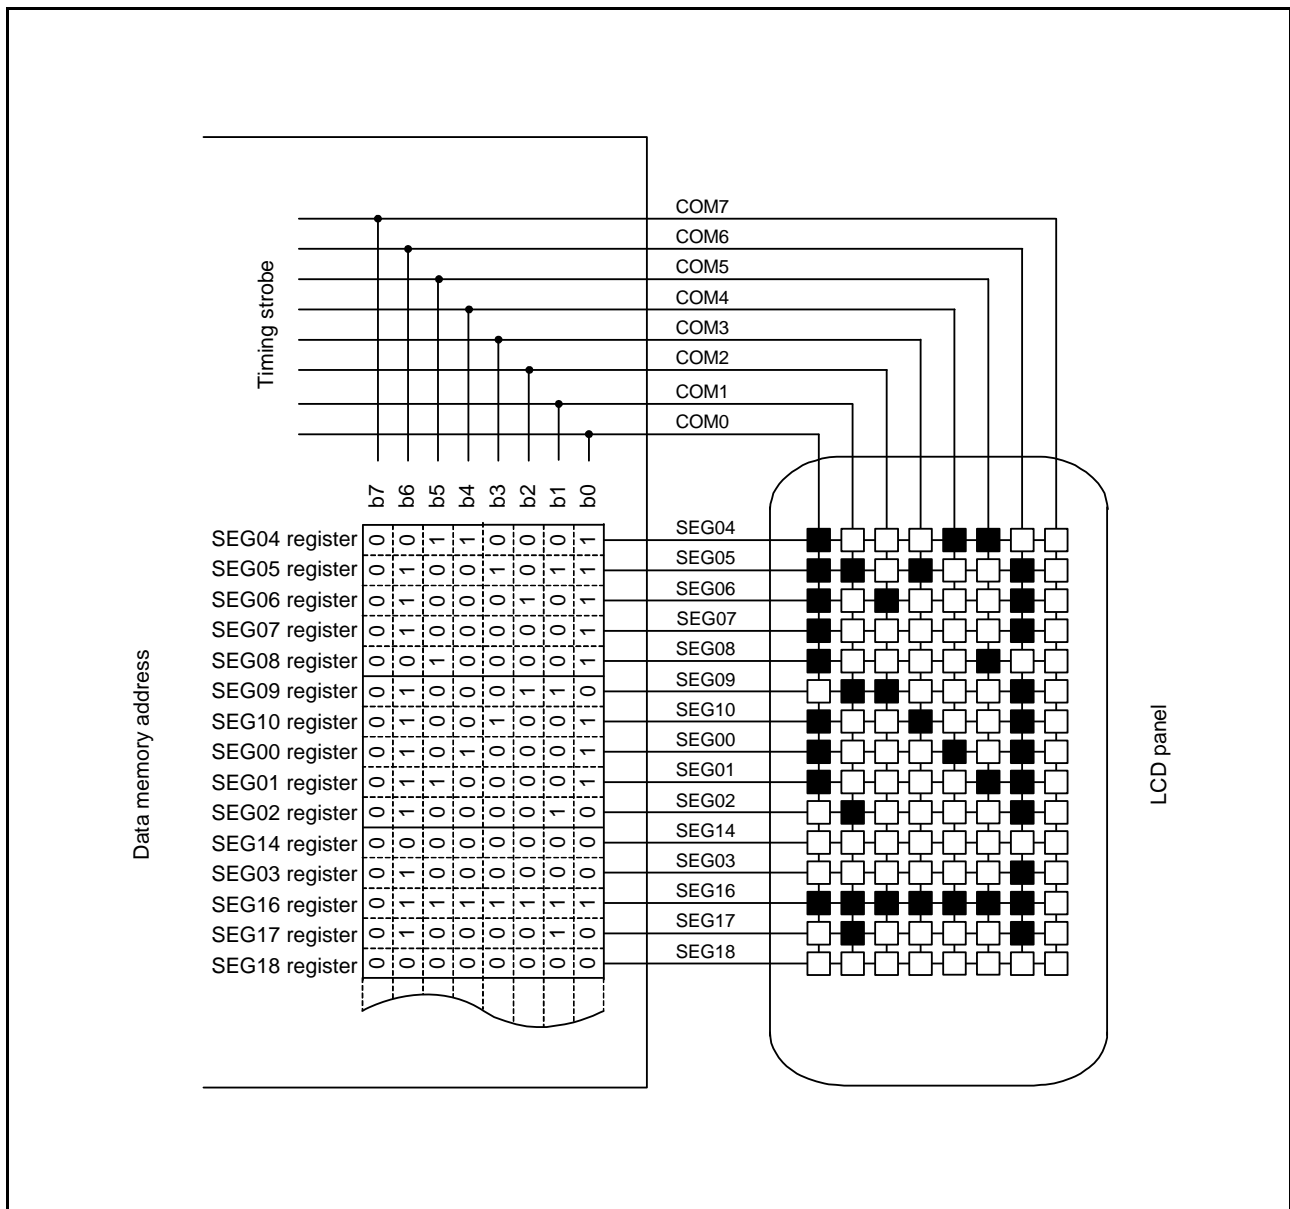 COM7
COM6
COM5
COM4
COM3
COM2
COM1
COM0
Timing strobe
b7 b6 b5 b4 b3 b2 b1 b0
SEG04 register 0 0 1 1 0 0 0 1 SEG04
SEG05 register 0 1 0 0 1 0 1 1 SEG05
SEG06 register 0 1 0 0 0 1 0 1 SEG06
SEG07 register 0 1 0 0 0 0 0 1 SEG07
SEG08 register 0 0 1 0 0 0 0 1 SEG08
SEG09 register 0 1 0 0 0 1 1 0 SEG09
SEG10 register 0 1 0 0 1 0 0 1 SEG10
SEG00 register 0 1 0 1 0 0 0 1 SEG00
SEG01 register 0 1 1 0 0 0 0 1 SEG01
SEG02 register 0 1 0 0 0 0 1 0 SEG02
SEG14 register 0 0 0 0 0 0 0 0 SEG14
SEG03 register 0 1 0 0 0 0 0 0 SEG03
SEG16 register 0 1 1 1 1 1 1 1 SEG16
SEG17 register 0 1 0 0 0 0 1 0 SEG17
SEG18 register 0 0 0 0 0 0 0 0 SEG18
Data memory address
LCD panel